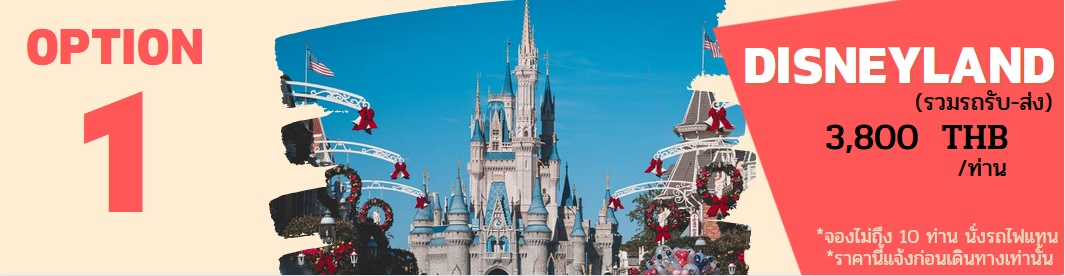 OPTION
1
DISNEYLAND
(รวมรถรับ-ส่ง)
3,800 THB
/ท่าน
*จองไม่ถึง 10 ท่าน นั่งรถไฟแทน
*ราคานี้แจ้งก่อนเดินทางเท่านั้น